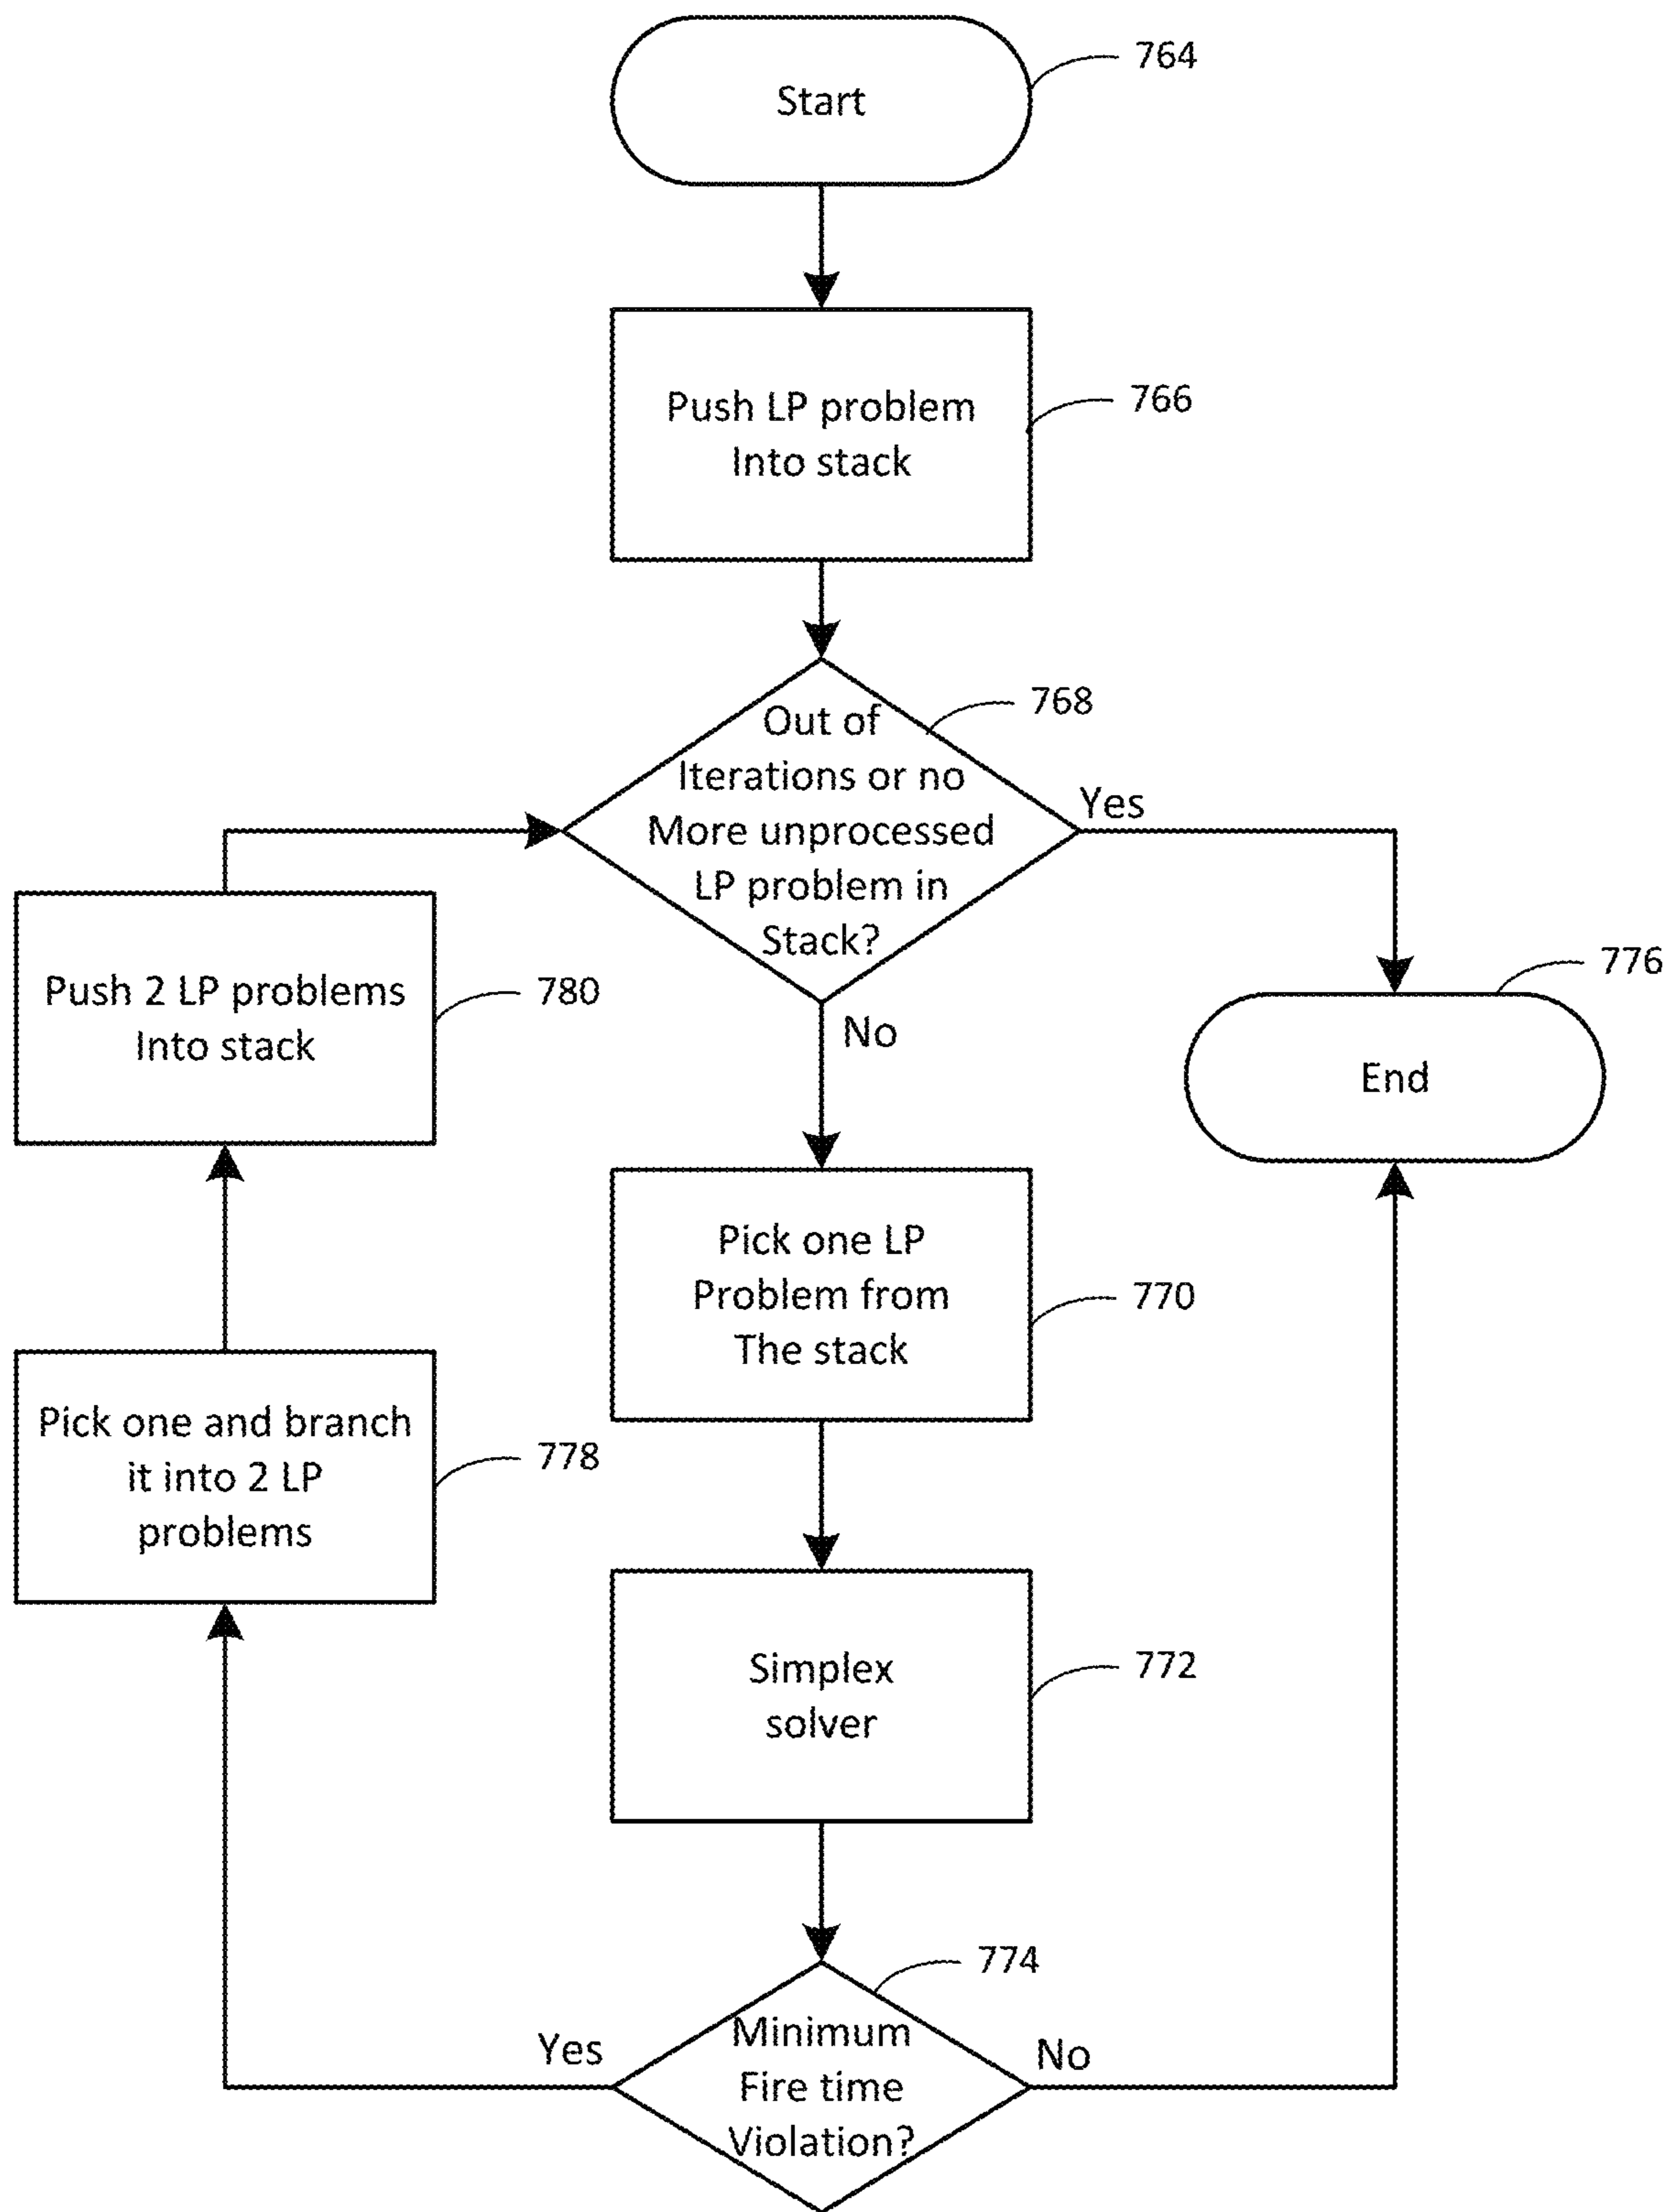 Start
764
Push LP problem
Into stack
766
Out of
Iterations or no
More unprocessed
LP problem in
Stack?
768
Yes
No
776
End
Push 2 LP problems
Into stack
780
Pick one LP
Problem from
The stack
770
Pick one and branch
it into 2 LP
problems
778
Simplex
solver
772
774
Minimum
Fire time
Violation?
Yes
No